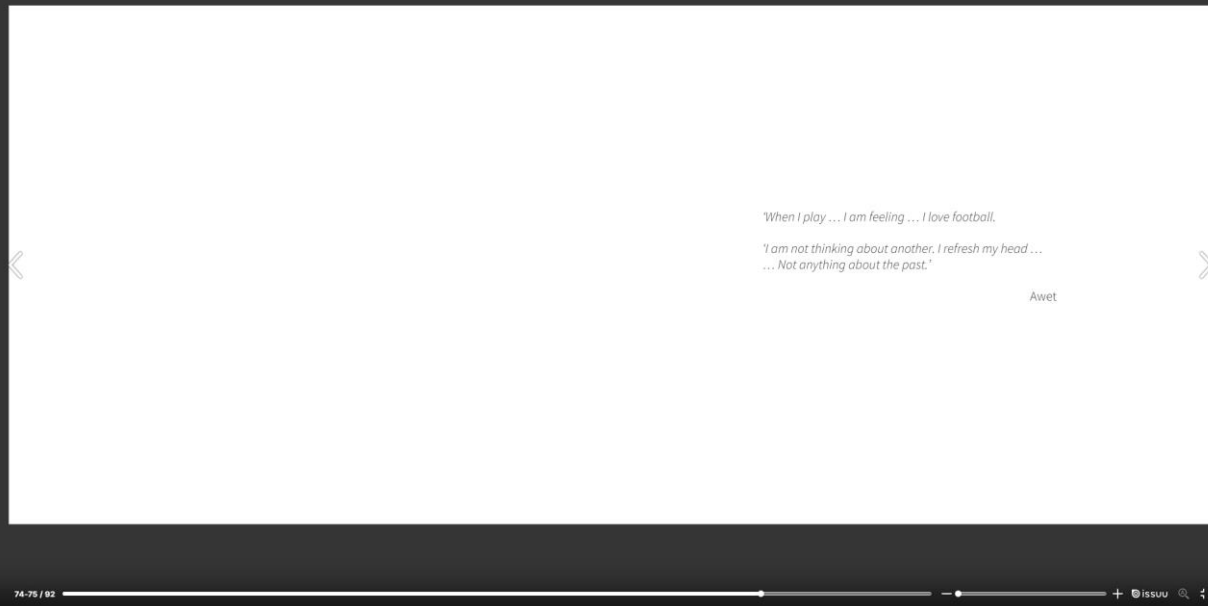 ‘When I play … I am feeling … I love football.
‘I am not thinking about another. I refresh my head …
… Not anything about the past.’
Awet
74-75 / 92
issuu